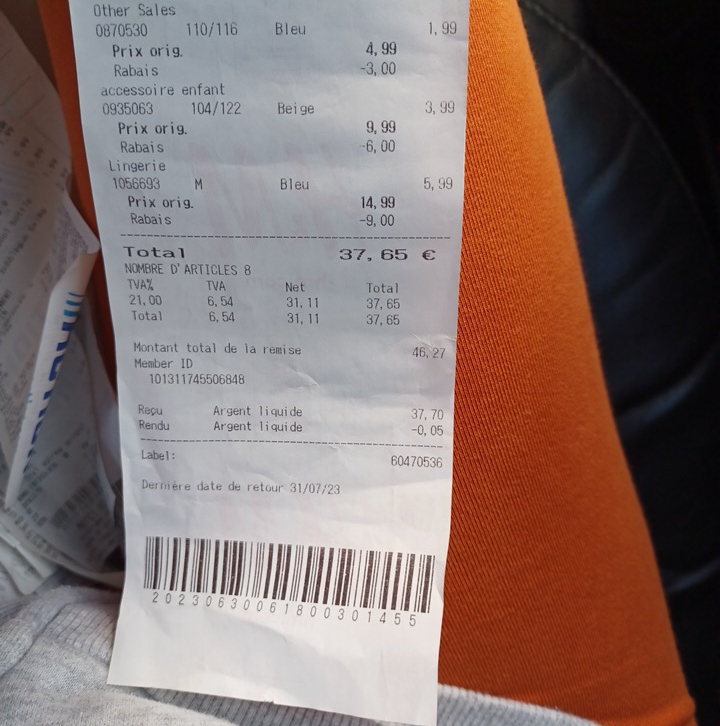 Other Sales
0870530 110/116 Bleu 1,99
Prix orig. 4,99
Rabais -3,00
accessoire enfant
0935063 104/122 Beige 3,99
Prix orig. 9,99
Rabais -6,00
Lingerie
1056693 M Bleu 5,99
Prix orig. 14,99
Rabais -9,00
Total 37,65 €
NOMBRE D'ARTICLES 8
TVA% TVA Net Total
21,00 6,54 31,11 37,65
Total 6,54 31,11 37,65
Montant total de la remise 46,27
Member ID
101311745506848
Reçu Argent liquide 37,70
Rendu Argent liquide -0,05
Label: 60470536
Dernière date de retour 31/07/23
20230630061800301455